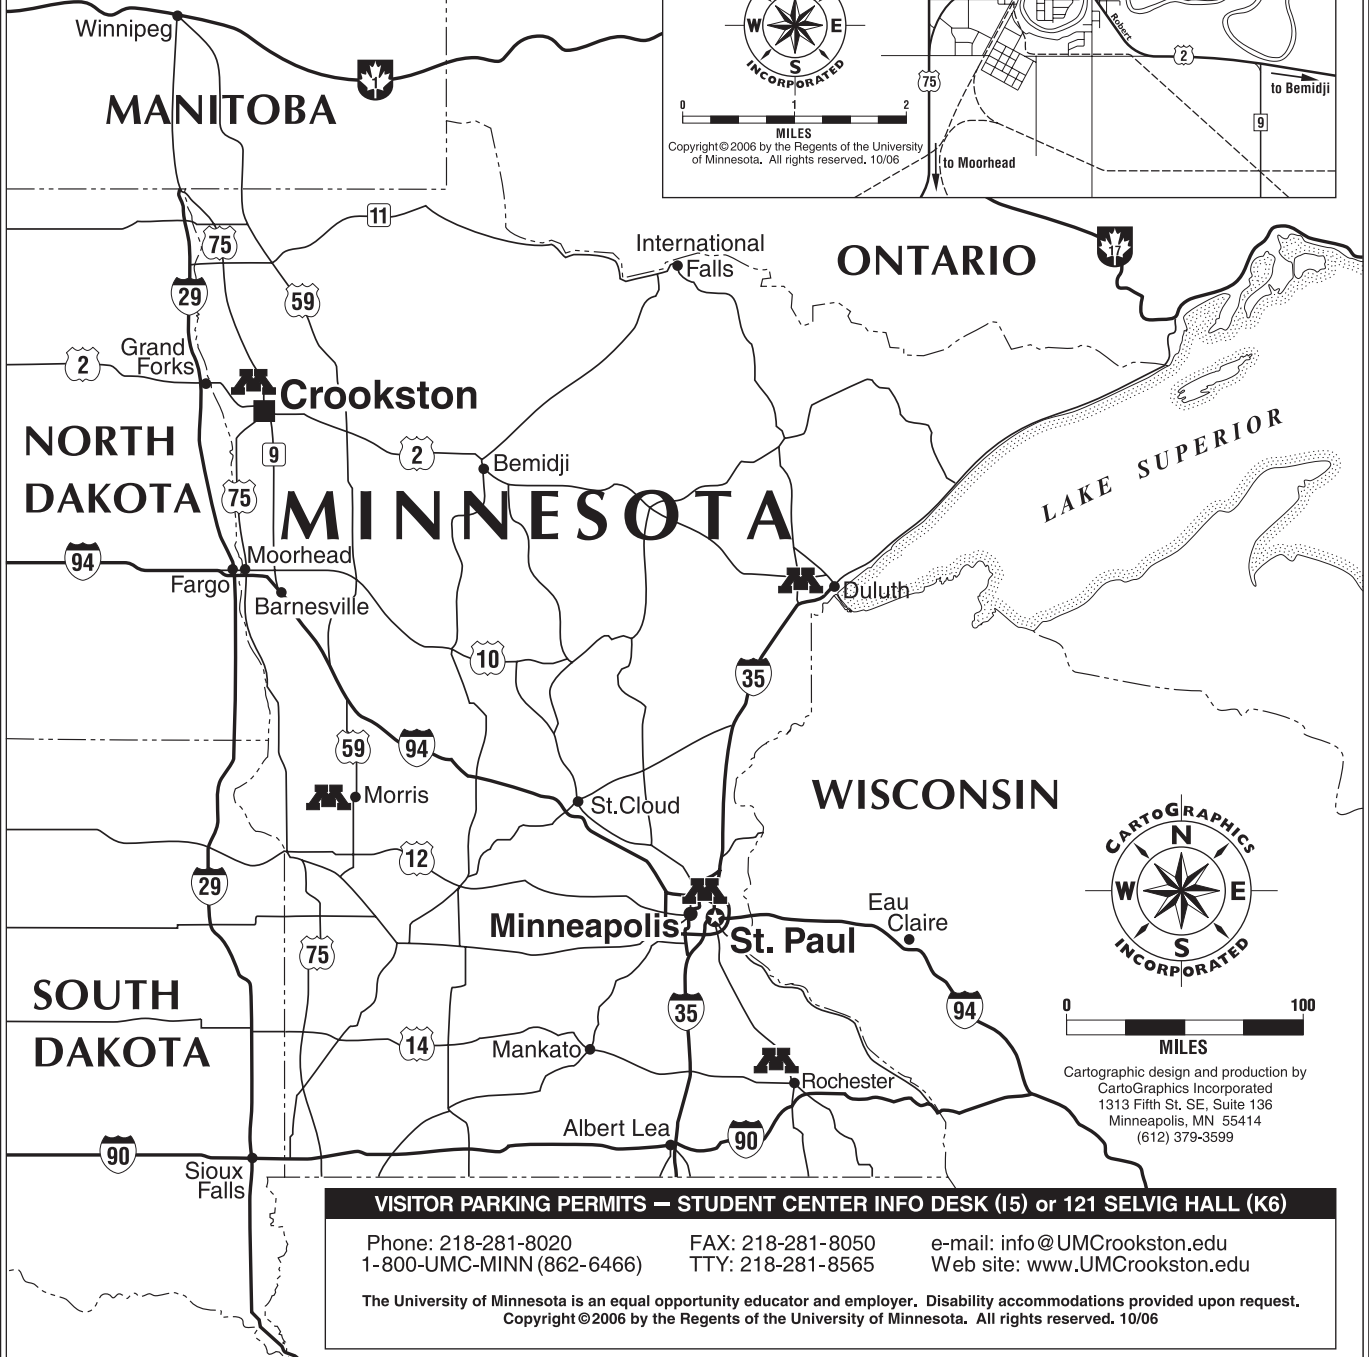 Winnipeg
1
MANITOBA
W E
S
INCORPORATED
0 1 2
MILES
Copyright © 2006 by the Regents of the University
of Minnesota. All rights reserved. 10/06
75
Robert
2
to Bemidji
9
to Moorhead
11
75
International
Falls
ONTARIO
17
29
59
Grand
Forks
2
Crookston
NORTH
DAKOTA
9
2
Bemidji
LAKE SUPERIOR
75
MINNESOTA
94
Moorhead
Fargo
Barnesville
Duluth
10
35
59
94
Morris
St.Cloud
WISCONSIN
CARTOGRAPHICS
N
W E
S
INCORPORATED
12
29
Minneapolis
St. Paul
Eau
Claire
75
SOUTH
DAKOTA
35
94
0 100
MILES
14
Mankato
Rochester
Cartographic design and production by
CartoGraphics Incorporated
1313 Fifth St. SE, Suite 136
Minneapolis, MN 55414
(612) 379-3599
Albert Lea
90
90
Sioux
Falls
VISITOR PARKING PERMITS – STUDENT CENTER INFO DESK (I5) or 121 SELVIG HALL (K6)
Phone: 218-281-8020 FAX: 218-281-8050 e-mail: info@UMCrookston.edu
1-800-UMC-MINN (862-6466) TTY: 218-281-8565 Web site: www.UMCrookston.edu
The University of Minnesota is an equal opportunity educator and employer. Disability accommodations provided upon request.
Copyright © 2006 by the Regents of the University of Minnesota. All rights reserved. 10/06